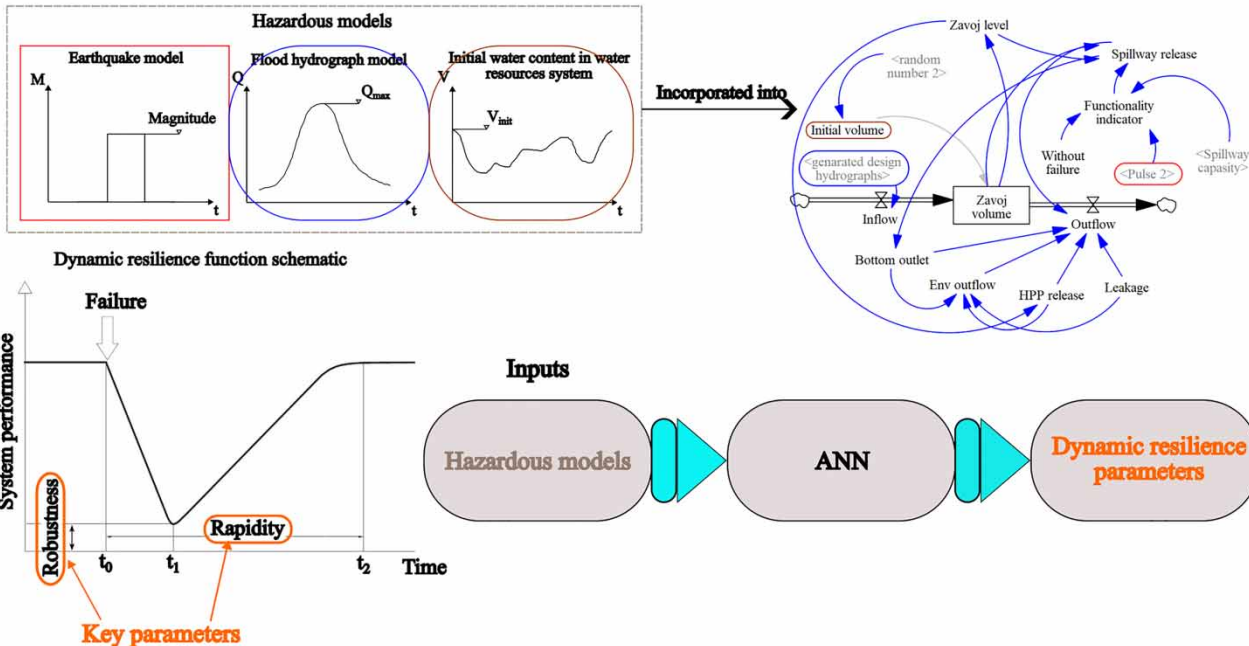 Hazardous models
Earthquake model
M
Magnitude
t
Flood hydrograph model
Q
Qmax
t
Initial water content in water
resources system
V
Vinit
t
Incorporated into
Zavoj level
<random
number 2>
Spillway release
Functionality
indicator
Initial volume
<genarated design
hydrographs>
Without
failure
<Pulse 2>
<Spillway
capasity>
Inflow
Zavoj
volume
Outflow
Bottom outlet
Env outflow
HPP release
Leakage
Dynamic resilience function schematic
Failure
System performance
Robustness
Rapidity
t0
t1
t2
Time
Key parameters
Inputs
Hazardous models
ANN
Dynamic resilience
parameters